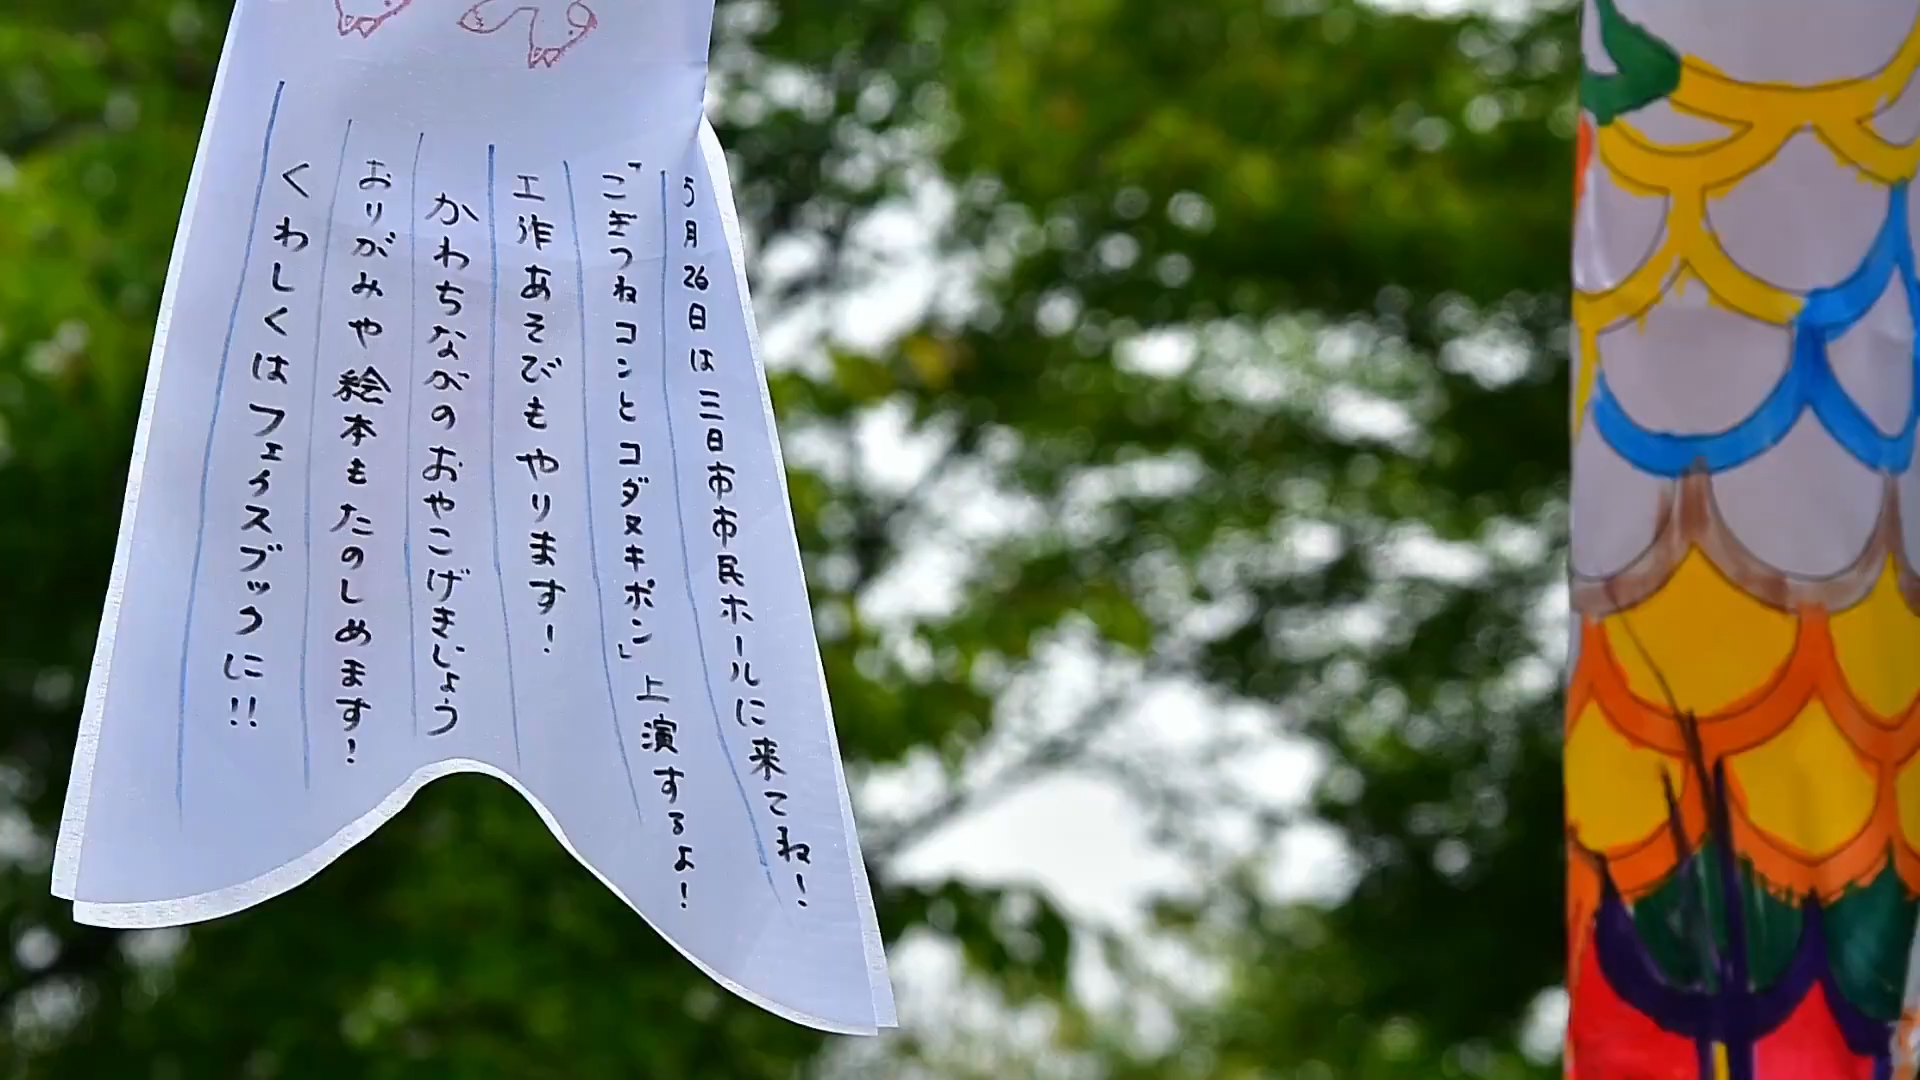 5月26日は三日市市民ホールに来てね!
「こぎつねコンとコダヌキポン」上演するよ!
工作あそびもやります!
かわちながのおやこげきじょう
おりがみや絵本もたのしめます!
くわしくはフェイスブックに!!